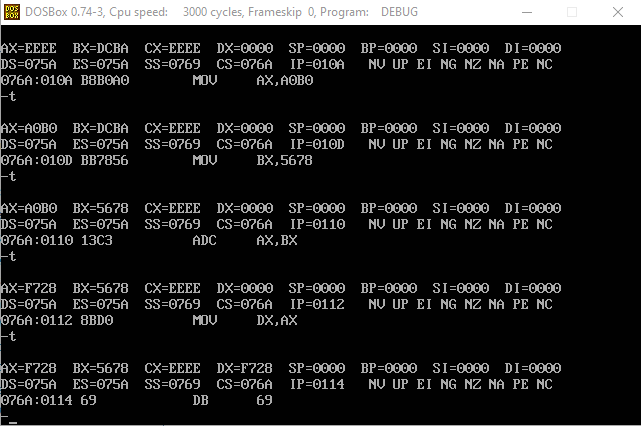 DOSBox 0.74-3, Cpu speed: 3000 cycles, Frameskip 0, Program: DEBUG
AX=EEEE BX=DCBA CX=EEEE DX=0000 SP=0000 BP=0000 SI=0000 DI=0000
DS=075A ES=075A SS=0769 CS=076A IP=010A NV UP EI NG NZ NA PE NC
076A:010A B8B0A0 MOV AX,A0B0
-t
AX=A0B0 BX=DCBA CX=EEEE DX=0000 SP=0000 BP=0000 SI=0000 DI=0000
DS=075A ES=075A SS=0769 CS=076A IP=010D NV UP EI NG NZ NA PE NC
076A:010D BB7856 MOV BX,5678
-t
AX=A0B0 BX=5678 CX=EEEE DX=0000 SP=0000 BP=0000 SI=0000 DI=0000
DS=075A ES=075A SS=0769 CS=076A IP=0110 NV UP EI NG NZ NA PE NC
076A:0110 13C3 ADC AX,BX
-t
AX=F728 BX=5678 CX=EEEE DX=0000 SP=0000 BP=0000 SI=0000 DI=0000
DS=075A ES=075A SS=0769 CS=076A IP=0112 NV UP EI NG NZ NA PE NC
076A:0112 8BD0 MOV DX,AX
-t
AX=F728 BX=5678 CX=EEEE DX=F728 SP=0000 BP=0000 SI=0000 DI=0000
DS=075A ES=075A SS=0769 CS=076A IP=0114 NV UP EI NG NZ NA PE NC
076A:0114 69 DB 69
-_